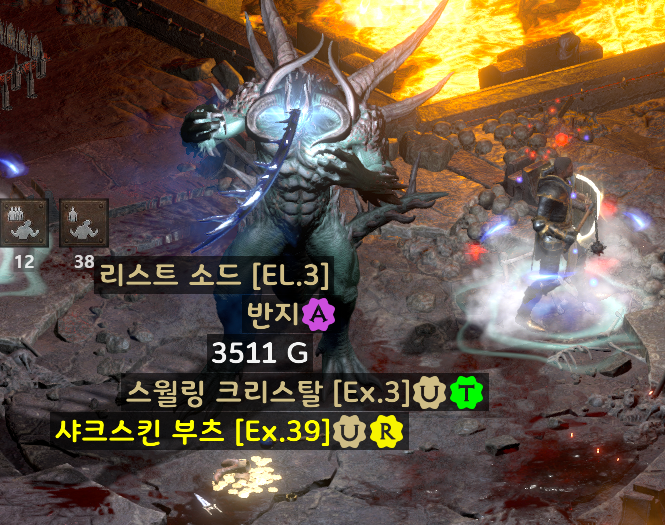 12
38
리스트 소드 [EL.3]
반지 A
3511 G
스월링 크리스탈 [Ex.3] U T
샤크스킨 부츠 [Ex.39] U R